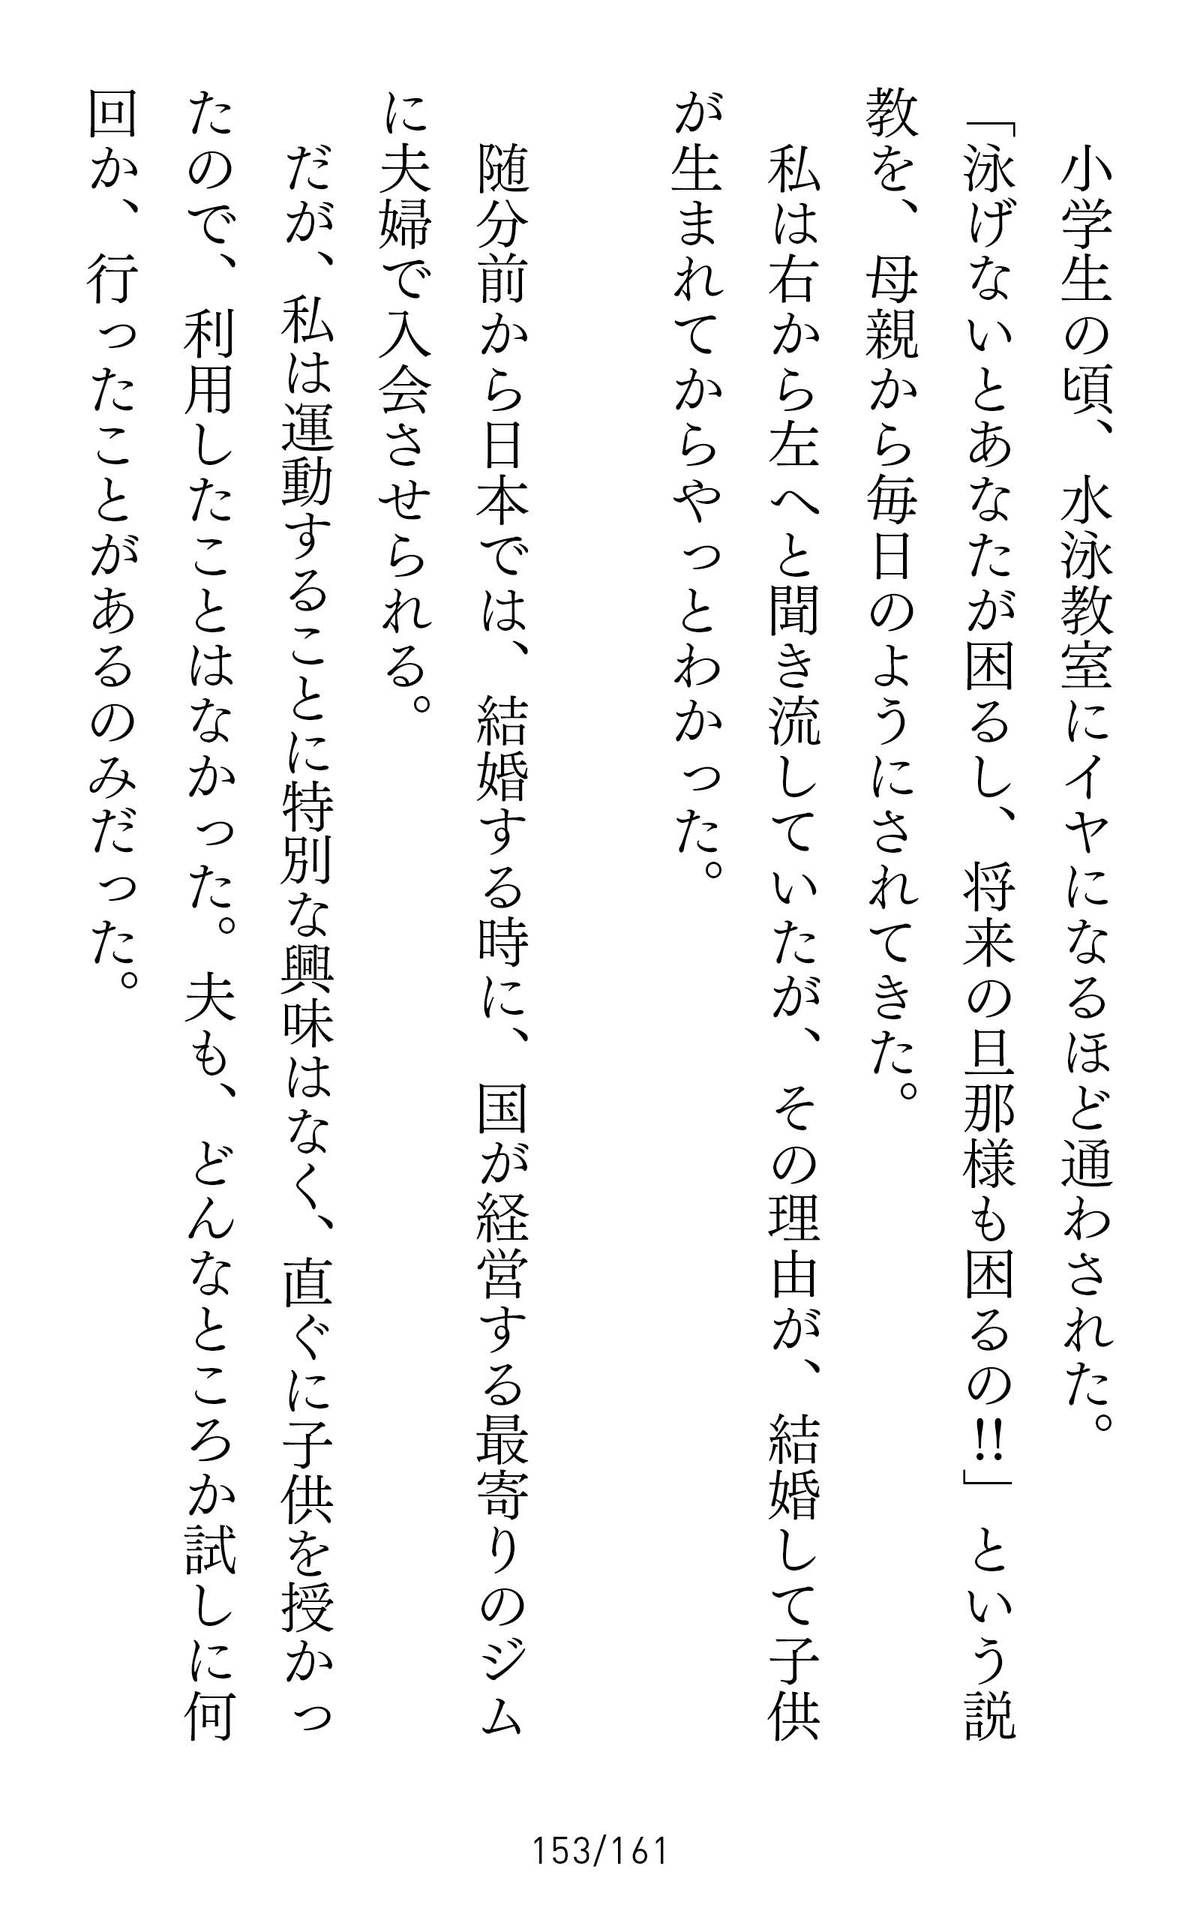 小学生の頃、水泳教室にイヤになるほど通わされた。
「泳げないとあなたが困るし、将来の旦那様も困るの!!」という説
教を、母親から毎日のようにされてきた。
私は右から左へと聞き流していたが、その理由が、結婚して子供
が生まれてからやっとわかった。
随分前から日本では、結婚する時に、国が経営する最寄りのジム
に夫婦で入会させられる。
だが、私は運動することに特別な興味はなく、直ぐに子供を授かっ
たので、利用したことはなかった。夫も、どんなところか試しに何
回か、行ったことがあるのみだった。
153/161